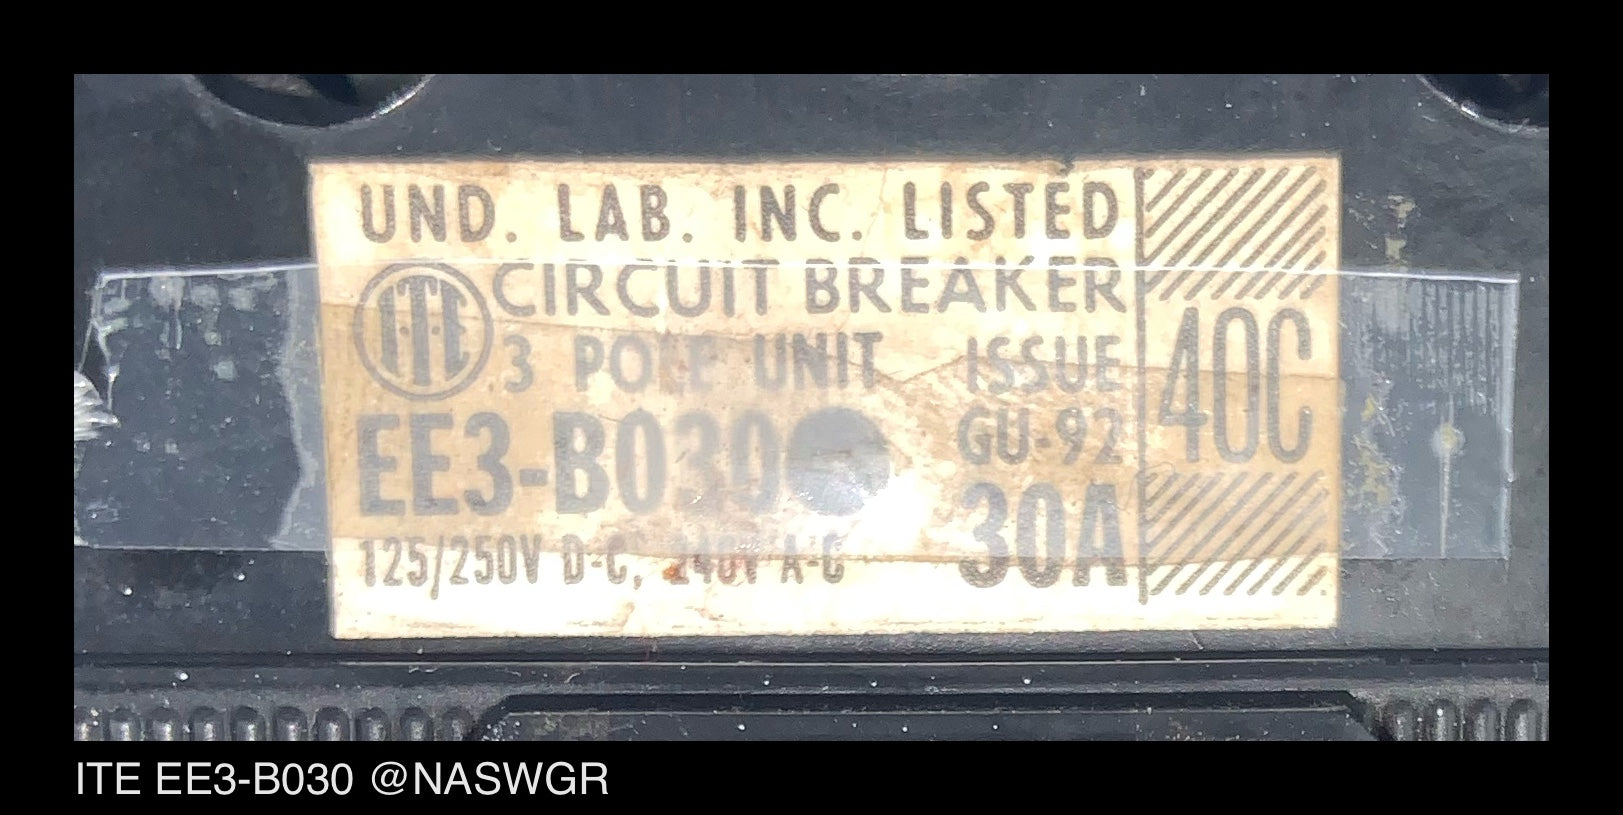 UND. LAB. INC. LISTED
ITE CIRCUIT BREAKER
3 POLE UNIT ISSUE
EE3-B030 GU-92 40C
125/250V D-C, 240V A-C 30A
ITE EE3-B030 @NASWGR